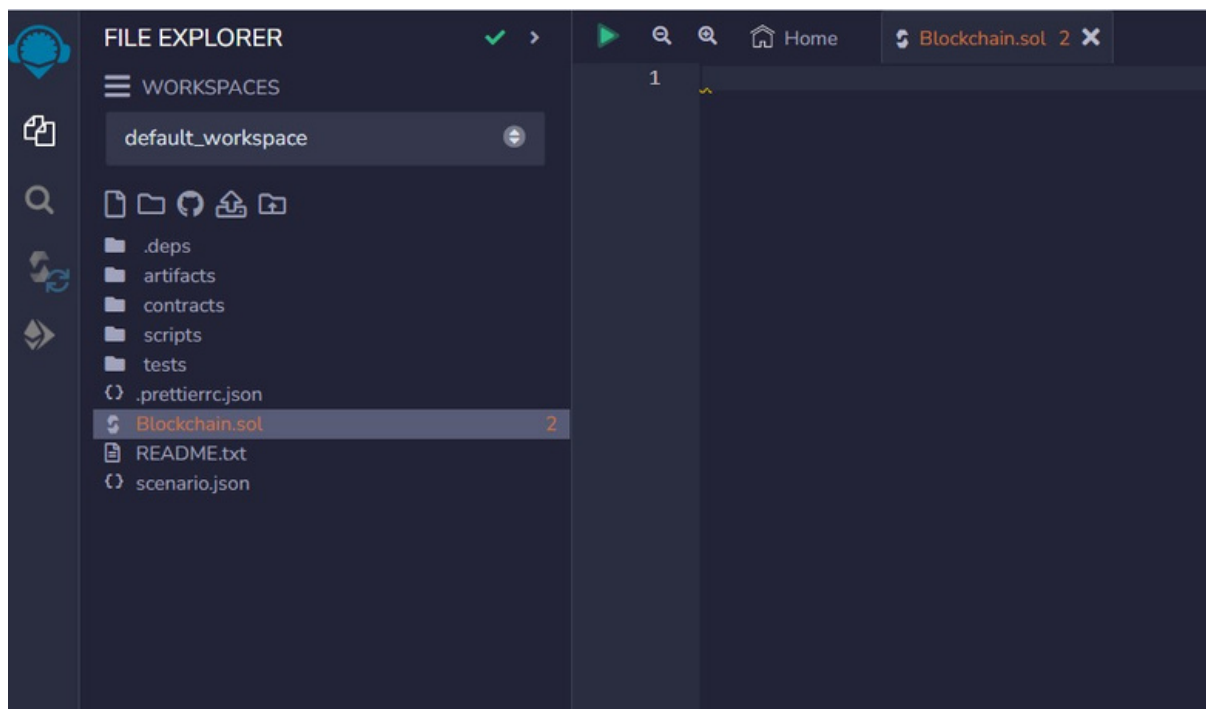 FILE EXPLORER
WORKSPACES
default_workspace
.deps
artifacts
contracts
scripts
tests
.prettierrc.json
Blockchain.sol 2
README.txt
scenario.json
Home
Blockchain.sol 2
1